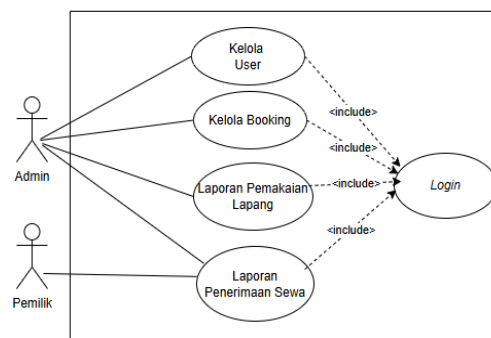 Kelola
User
<include>
Kelola Booking
<include>
Admin
Laporan Pemakaian
Lapang
<include>
Login
<include>
Pemilik
Laporan
Penerimaan Sewa